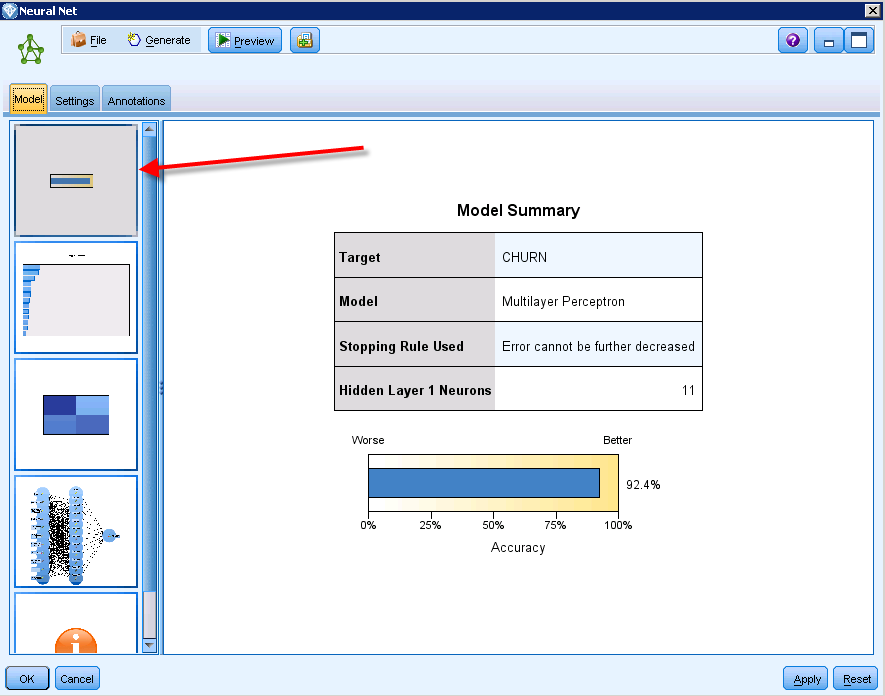 Neural Net
File Generate Preview
Model Settings Annotations
Model Summary
Target CHURN
Model Multilayer Perceptron
Stopping Rule Used Error cannot be further decreased
Hidden Layer 1 Neurons 11
Worse Better
92.4%
0% 25% 50% 75% 100%
Accuracy
OK Cancel Apply Reset